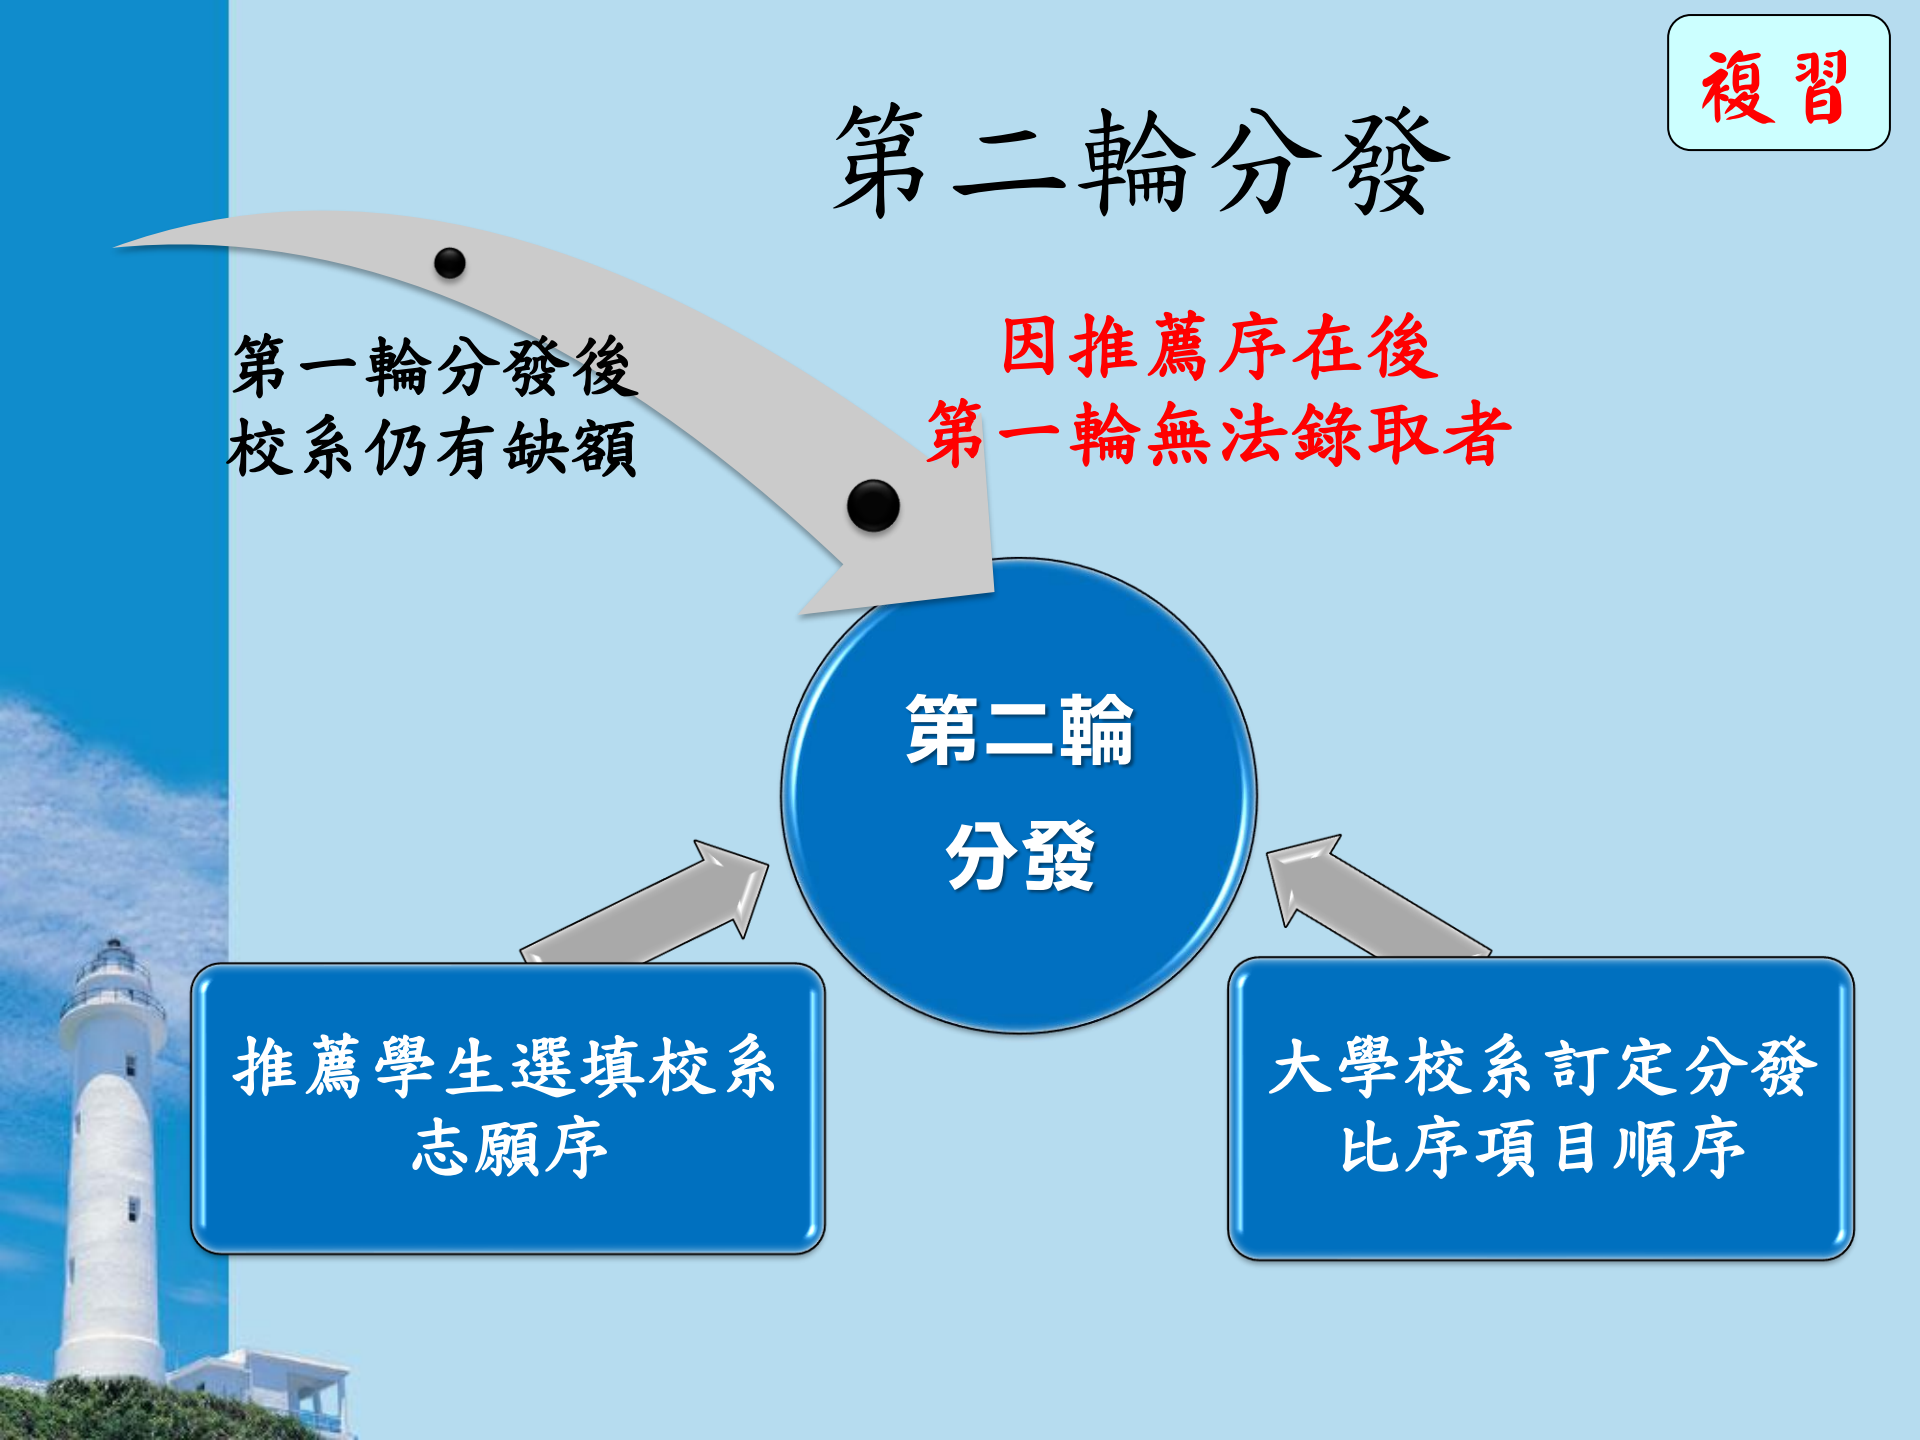 複習
第二輪分發
第一輪分發後
校系仍有缺額
因推薦序在後
第一輪無法錄取者
第二輪
分發
推薦學生選填校系
志願序
大學校系訂定分發
比序項目順序